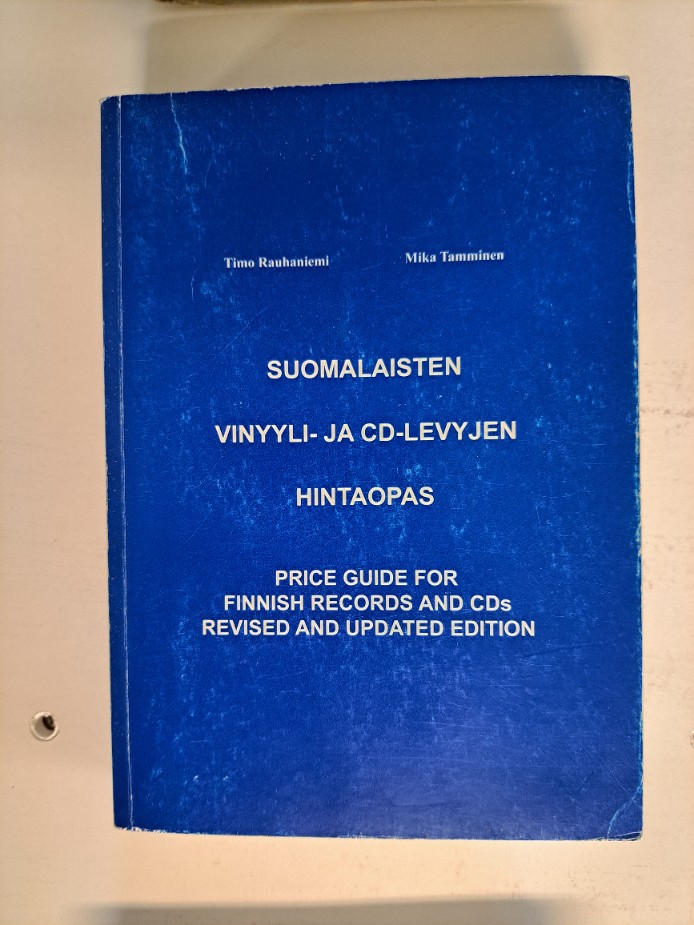 Timo Rauhaniemi Mika Tamminen
SUOMALAISTEN
VINYYLI- JA CD-LEVYJEN
HINTAOPAS
PRICE GUIDE FOR
FINNISH RECORDS AND CDs
REVISED AND UPDATED EDITION